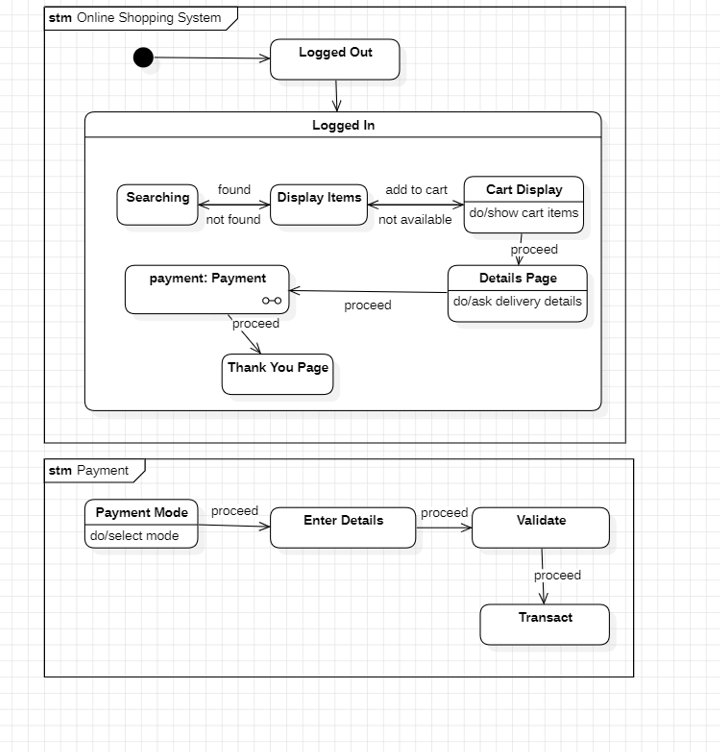 stm Online Shopping System
Logged Out
Logged In
Searching
found
not found
Display Items
add to cart
not available
Cart Display
do/show cart items
proceed
payment: Payment
proceed
Details Page
do/ask delivery details
proceed
Thank You Page
stm Payment
Payment Mode
do/select mode
proceed
Enter Details
proceed
Validate
proceed
Transact